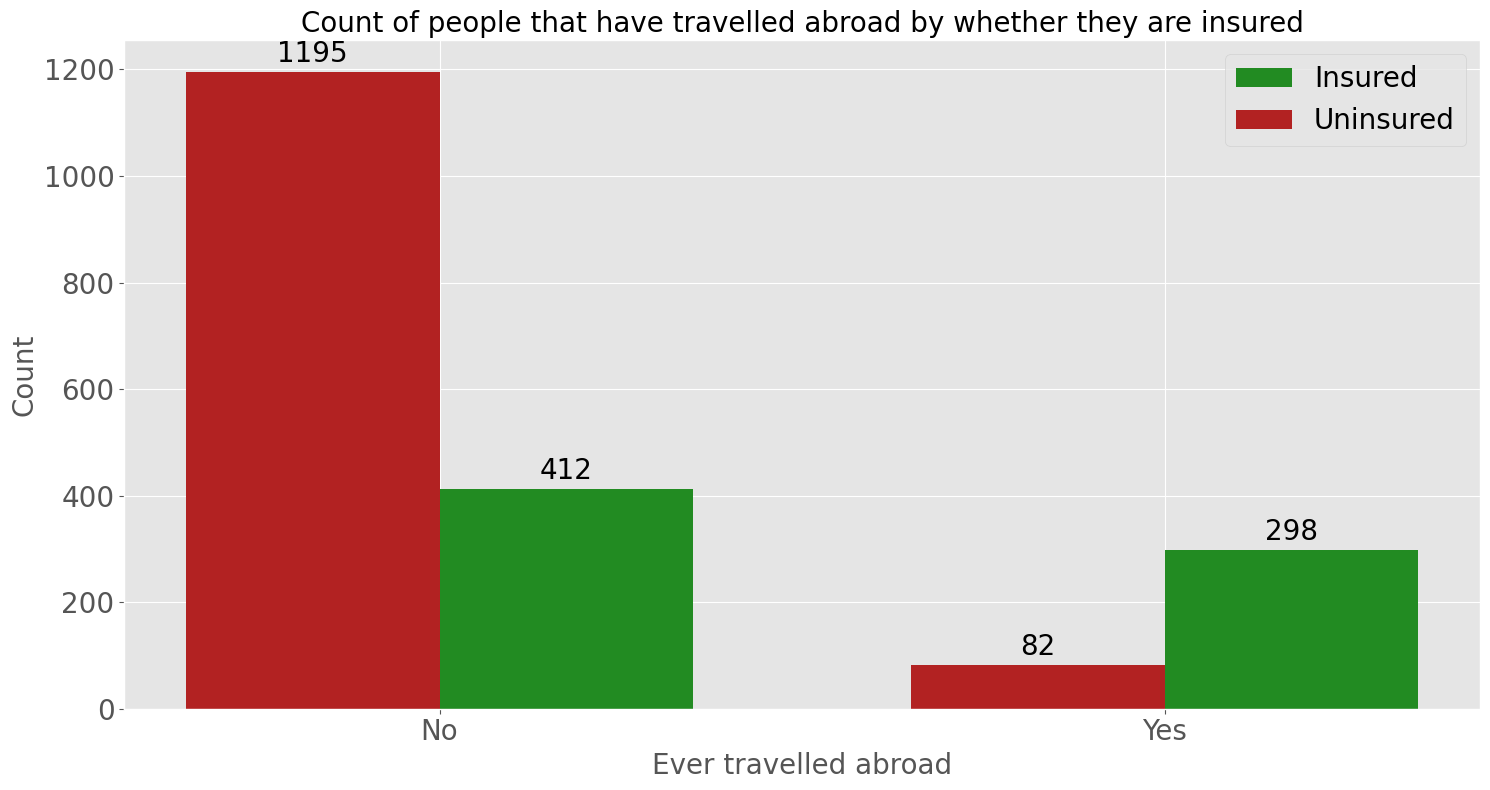 Count of people that have travelled abroad by whether they are insured
1195
1200
Insured
Uninsured
1000
800
600
Count
412
400
298
200
82
0
No
Yes
Ever travelled abroad